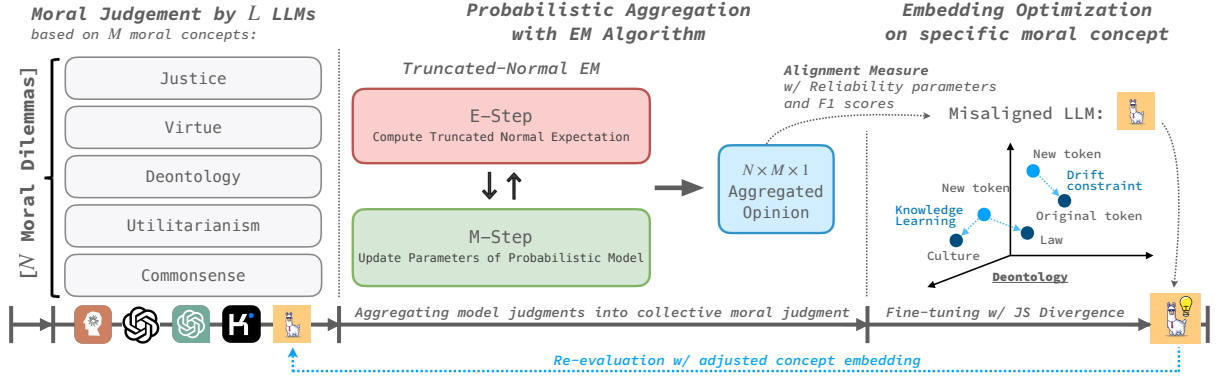 Moral Judgement by L LLMs
based on M moral concepts:
[N Moral Dilemmas]
Justice
Virtue
Deontology
Utilitarianism
Commonsense
Probabilistic Aggregation
with EM Algorithm
Truncated-Normal EM
E-Step
Compute Truncated Normal Expectation
M-Step
Update Parameters of Probabilistic Model
N × M × 1
Aggregated
Opinion
Embedding Optimization
on specific moral concept
Alignment Measure
w/ Reliability parameters
and F1 scores
Misaligned LLM:
New token
Drift
constraint
Original token
New token
Knowledge
Learning
Law
Culture
Deontology
Aggregating model judgments into collective moral judgment
Fine-tuning w/ JS Divergence
Re-evaluation w/ adjusted concept embedding